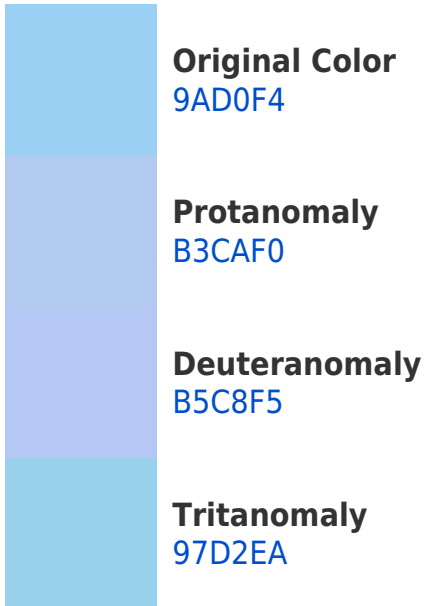 Original Color
9AD0F4
Protanomaly
B3CAF0
Deuteranomaly
B5C8F5
Tritanomaly
97D2EA